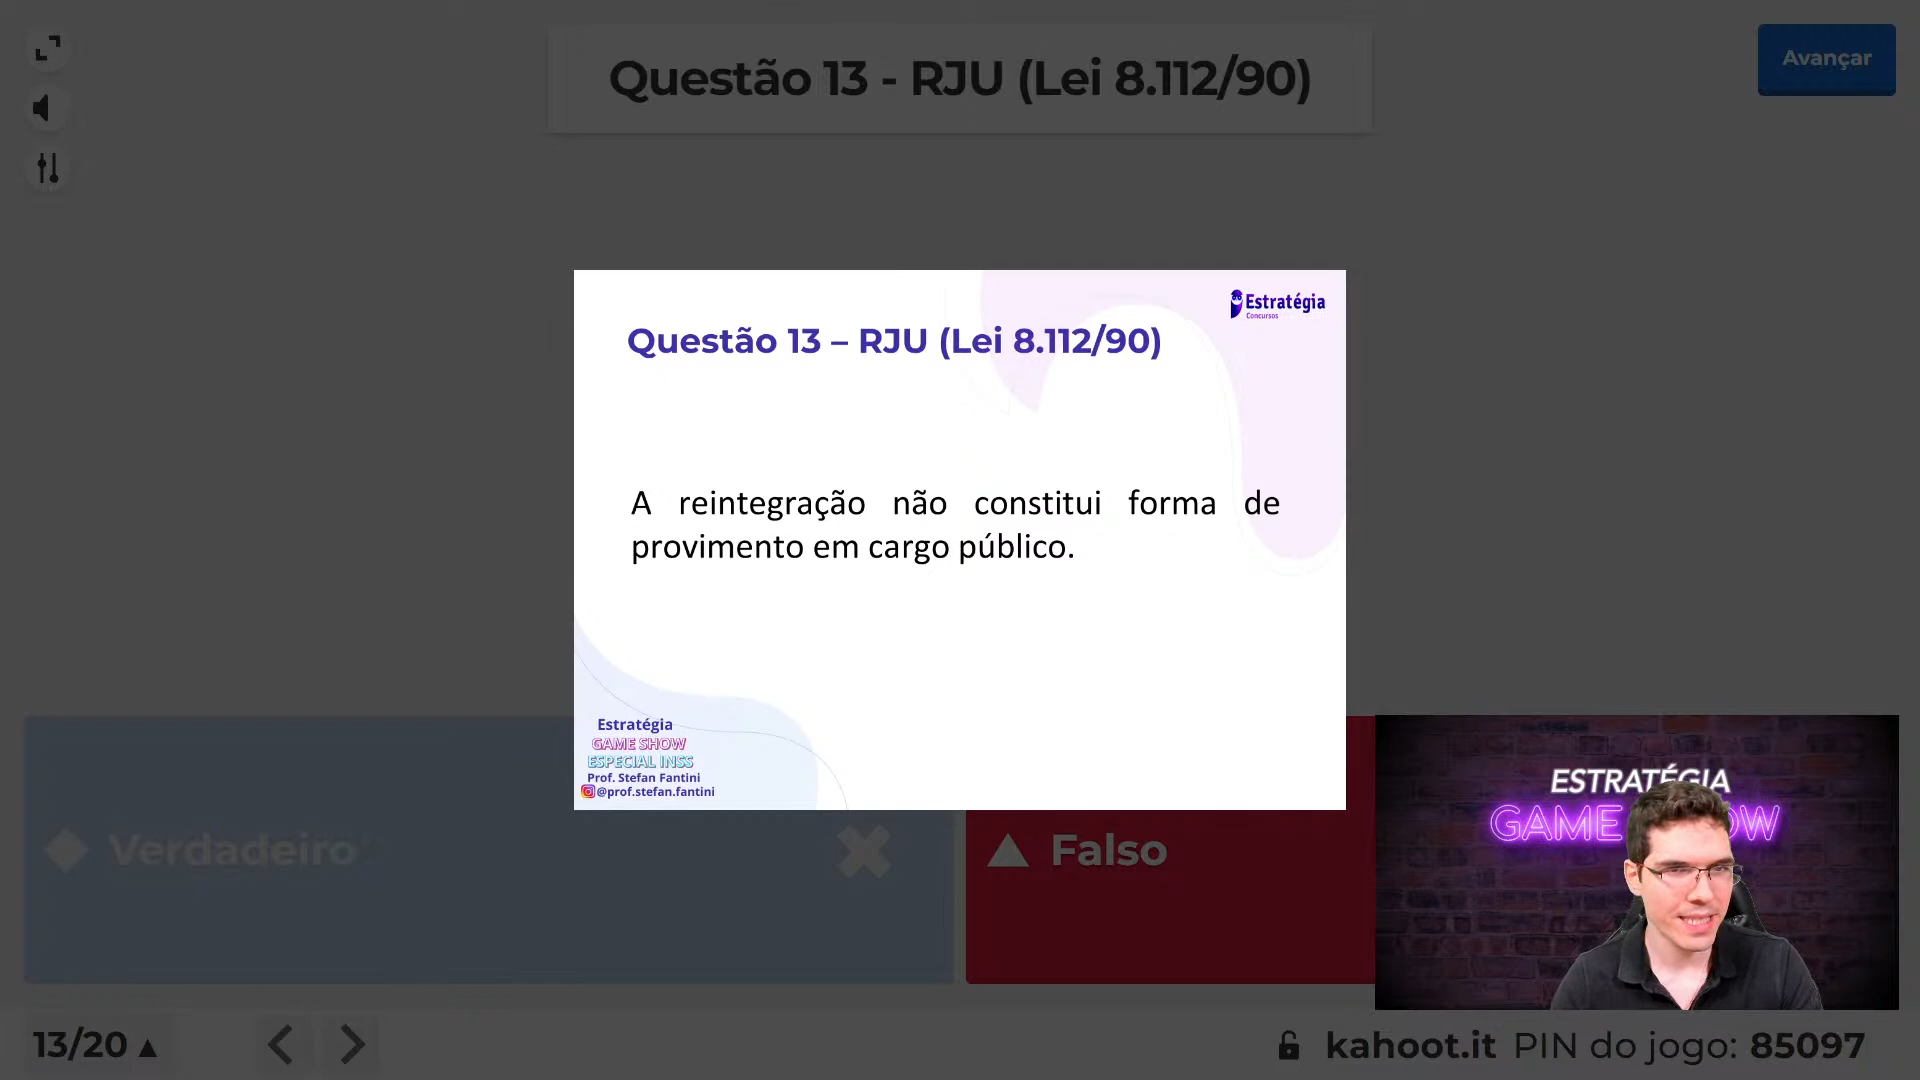 Questão 13 - RJU (Lei 8.112/90)
Avançar
Estratégia
Concursos
Questão 13 – RJU (Lei 8.112/90)
A reintegração não constitui forma de
provimento em cargo público.
Estratégia
GAME SHOW
ESPECIAL INSS
Prof. Stefan Fantini
@prof.stefan.fantini
Verdadeiro
Falso
ESTRATÉGIA
GAME SHOW
13/20
kahoot.it PIN do jogo: 85097